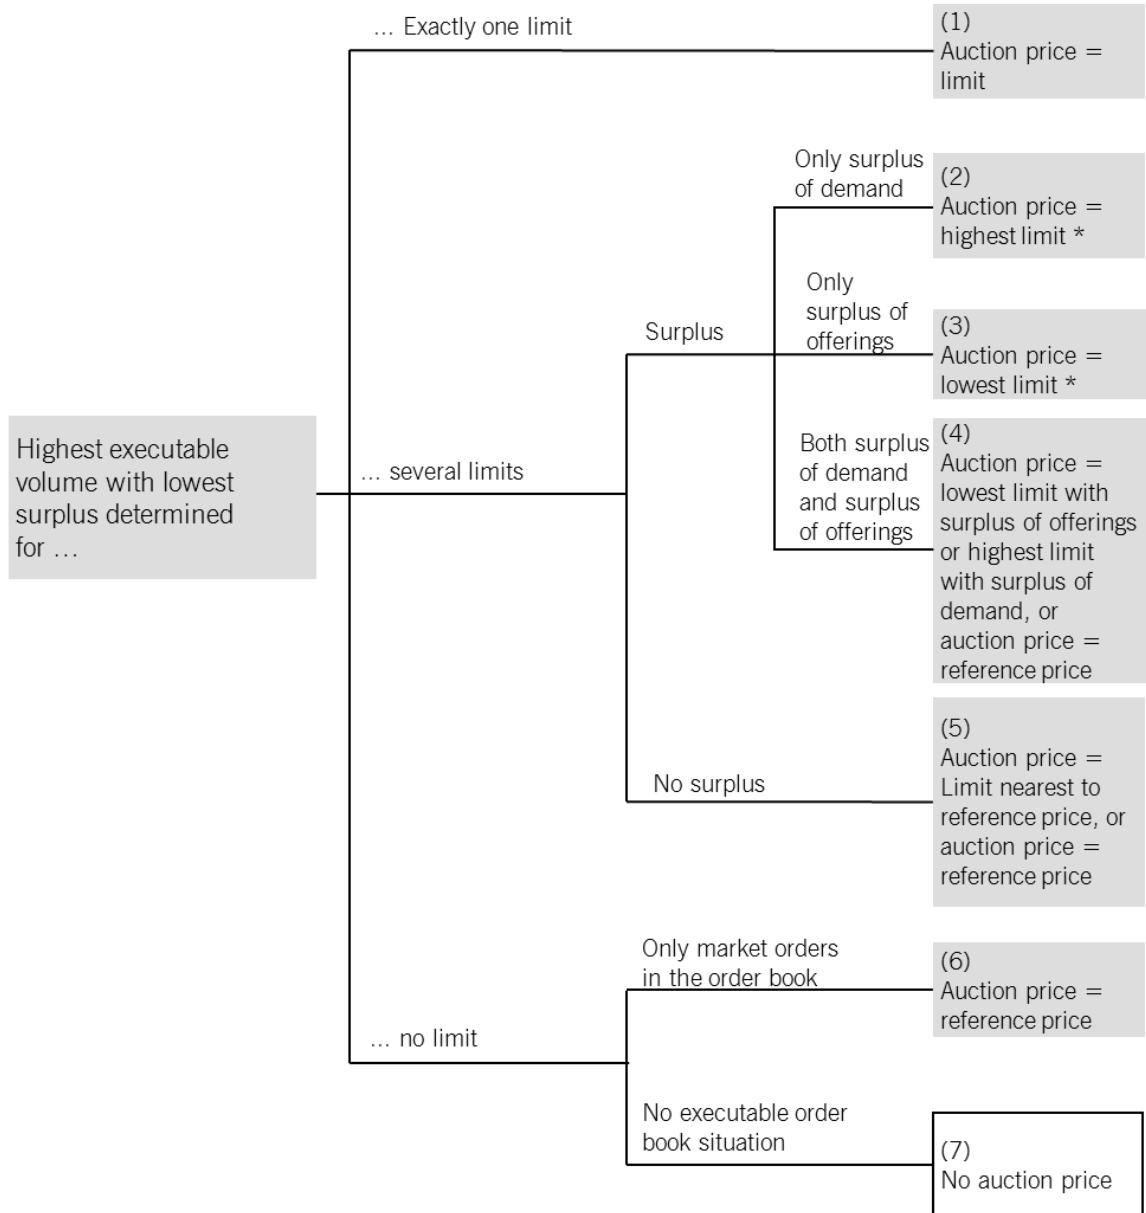 ... Exactly one limit
(1)
Auction price =
limit
Only surplus
of demand
(2)
Auction price =
highest limit *
Only
surplus of
offerings
Surplus
(3)
Auction price =
lowest limit *
Highest executable
volume with lowest
surplus determined
for ...
... several limits
Both surplus
of demand
and surplus
of offerings
(4)
Auction price =
lowest limit with
surplus of offerings
or highest limit
with surplus of
demand, or
auction price =
reference price
No surplus
(5)
Auction price =
Limit nearest to
reference price, or
auction price =
reference price
Only market orders
in the order book
(6)
Auction price =
reference price
... no limit
No executable order
book situation
(7)
No auction price